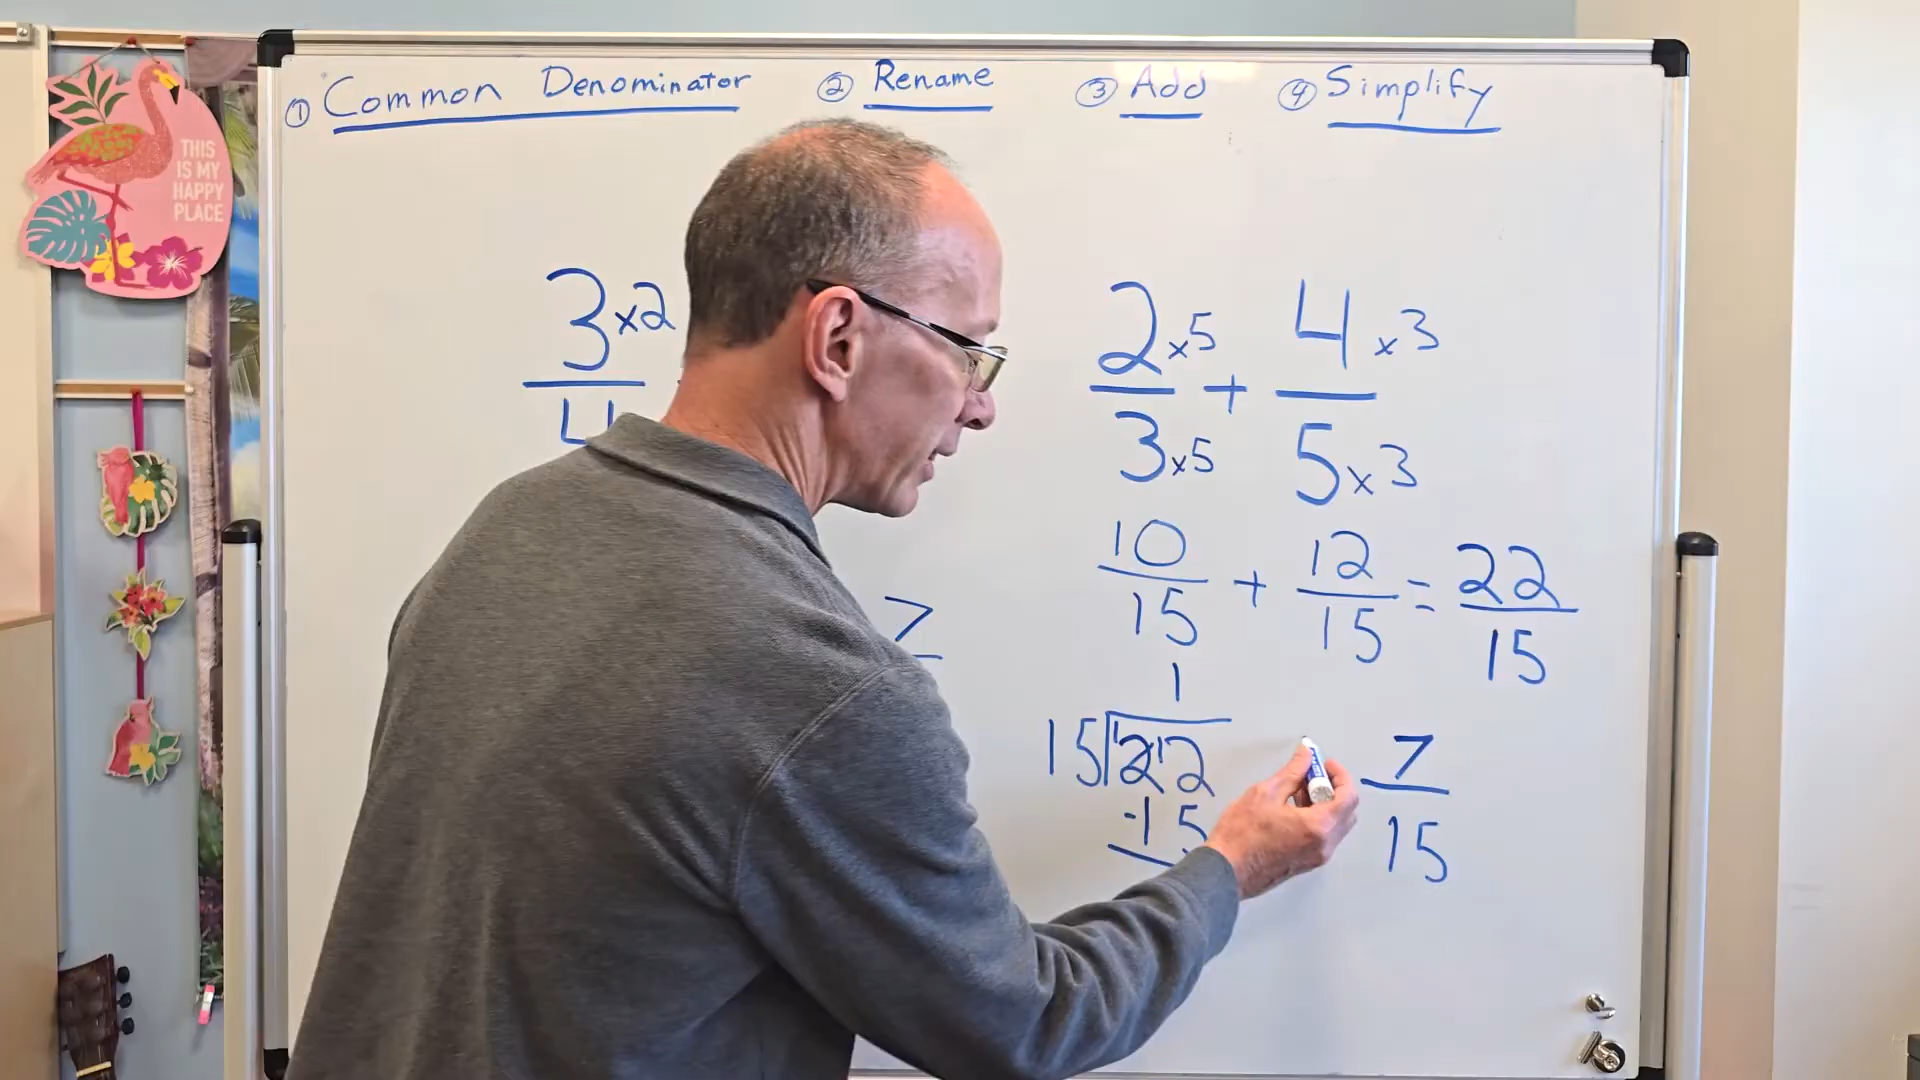 ① Common Denominator ② Rename ③ Add ④ Simplify
THIS
IS MY
HAPPY
PLACE
3 x2
4
7
2 x5 + 4 x3
3 x5 5 x3
10 + 12 = 22
15 15 15
1
15 22
-15
7
15